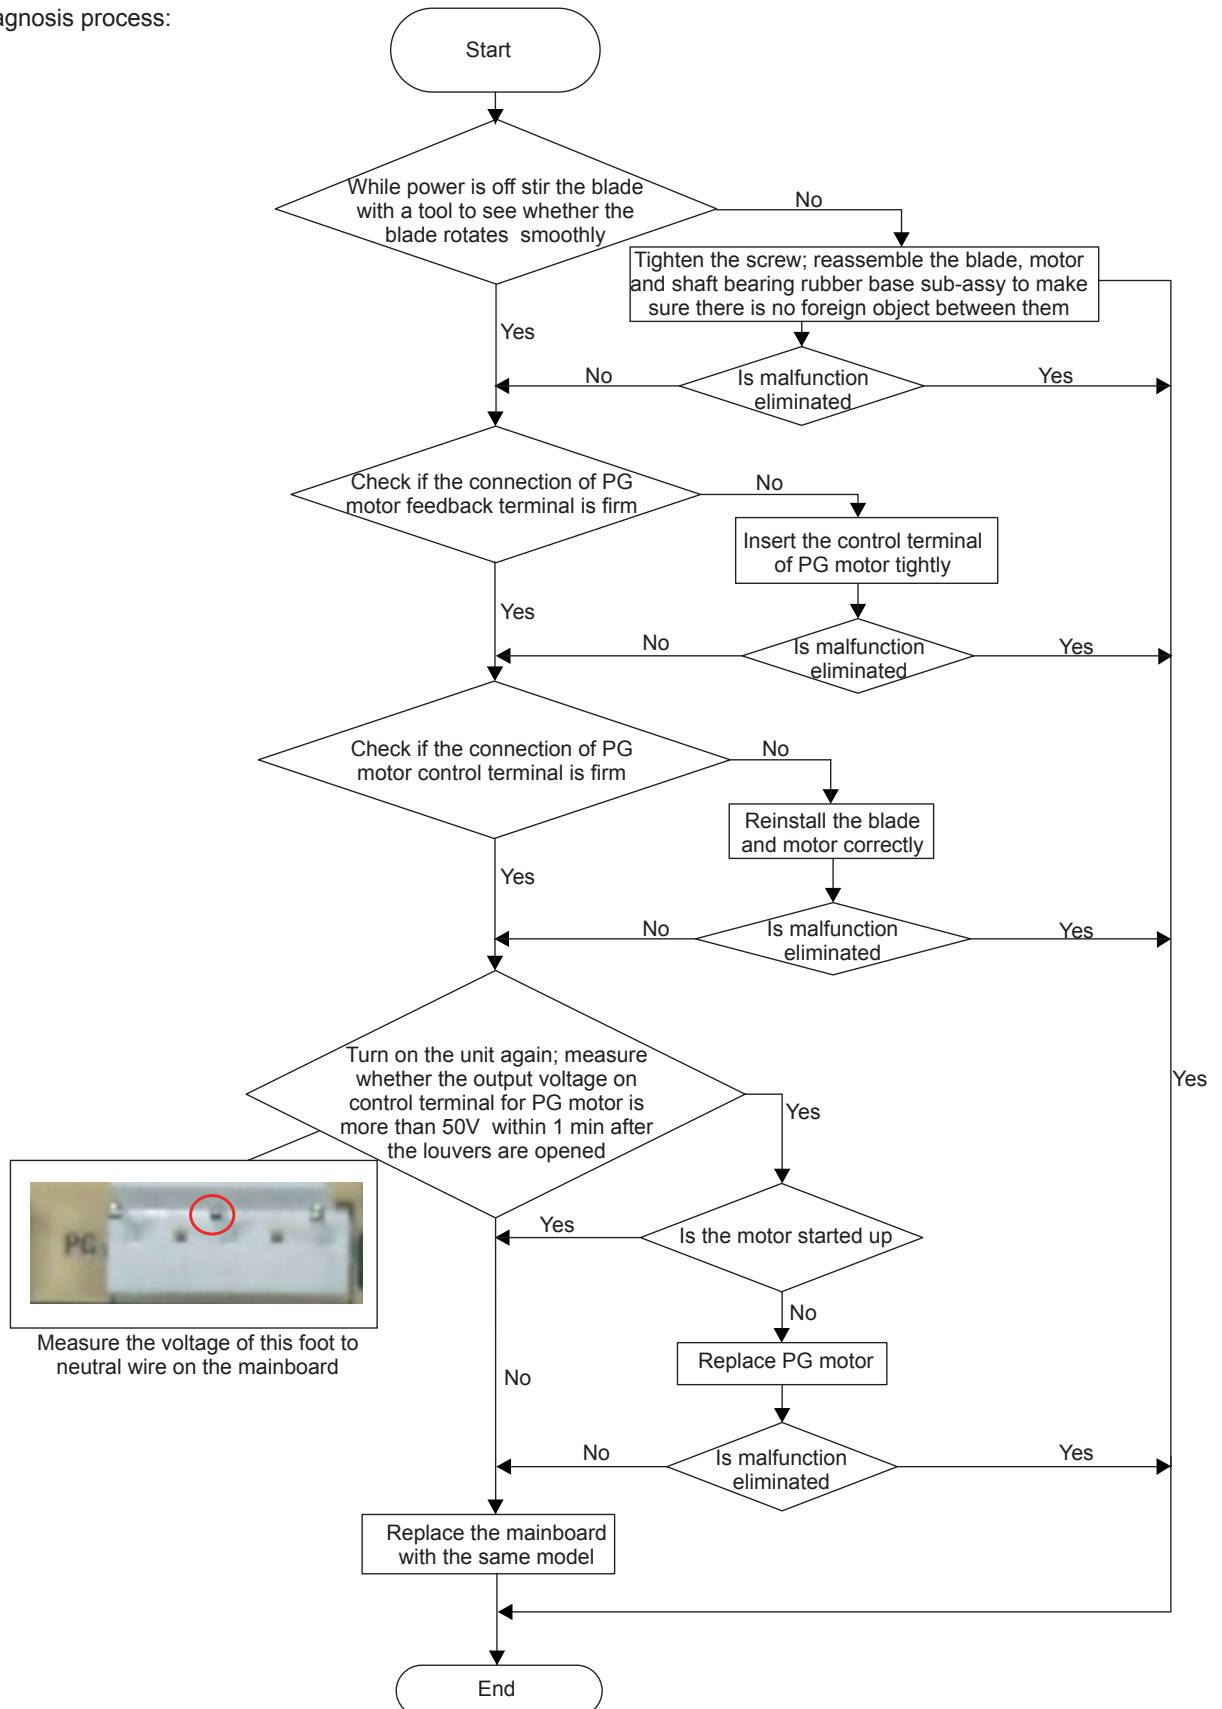 agnosis process:
Start
While power is off stir the blade
with a tool to see whether the
blade rotates smoothly
No
Tighten the screw; reassemble the blade, motor
and shaft bearing rubber base sub-assy to make
sure there is no foreign object between them
Yes
No
Is malfunction
eliminated
Yes
Check if the connection of PG
motor feedback terminal is firm
No
Insert the control terminal
of PG motor tightly
Yes
No
Is malfunction
eliminated
Yes
Check if the connection of PG
motor control terminal is firm
No
Reinstall the blade
and motor correctly
Yes
No
Is malfunction
eliminated
Yes
Turn on the unit again; measure
whether the output voltage on
control terminal for PG motor is
more than 50V within 1 min after
the louvers are opened
Yes
Yes
PG
Measure the voltage of this foot to
neutral wire on the mainboard
Yes
Is the motor started up
No
Replace PG motor
No
No
Is malfunction
eliminated
Yes
Replace the mainboard
with the same model
End